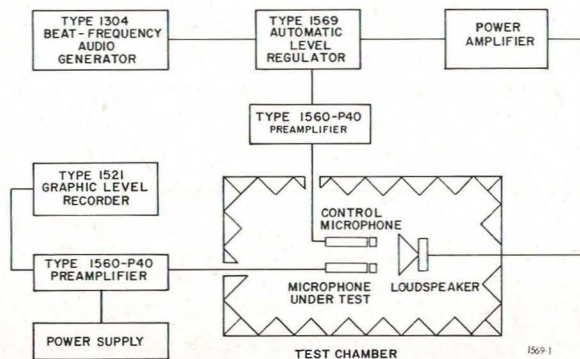 TYPE 1304
BEAT-FREQUENCY
AUDIO
GENERATOR
TYPE 1569
AUTOMATIC
LEVEL
REGULATOR
POWER
AMPLIFIER
TYPE 1560-P40
PREAMPLIFIER
TYPE 1521
GRAPHIC LEVEL
RECORDER
CONTROL
MICROPHONE
TYPE 1560-P40
PREAMPLIFIER
MICROPHONE
UNDER TEST
LOUDSPEAKER
POWER SUPPLY
TEST CHAMBER
1569-1